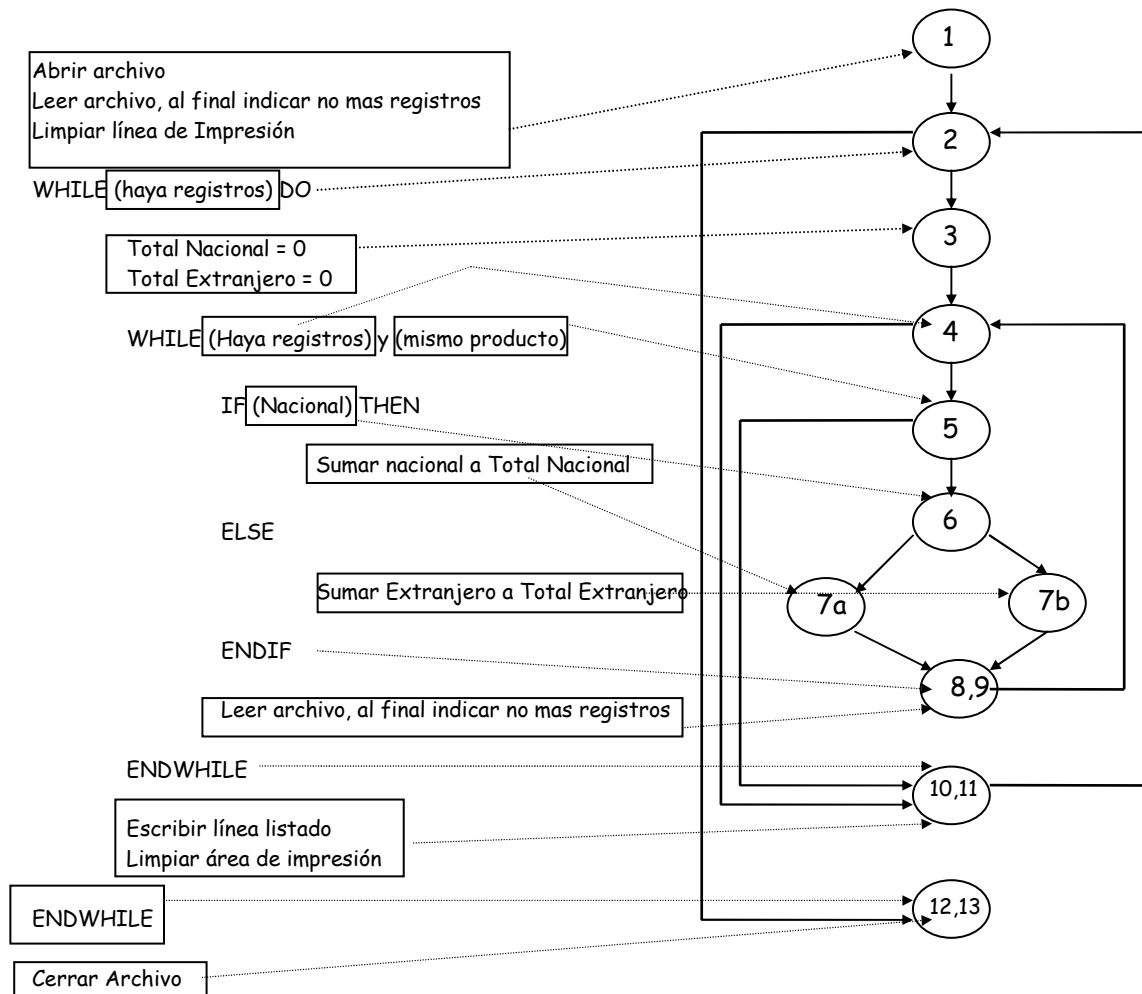 1
Abrir archivo
Leer archivo, al final indicar no mas registros
Limpiar línea de Impresión
2
WHILE (haya registros) DO
3
Total Nacional = 0
Total Extranjero = 0
4
WHILE (Haya registros) y (mismo producto)
IF (Nacional) THEN
5
Sumar nacional a Total Nacional
6
ELSE
Sumar Extranjero a Total Extranjero
7a
7b
ENDIF
8,9
Leer archivo, al final indicar no mas registros
ENDWHILE
10,11
Escribir línea listado
Limpiar área de impresión
ENDWHILE
12,13
Cerrar Archivo